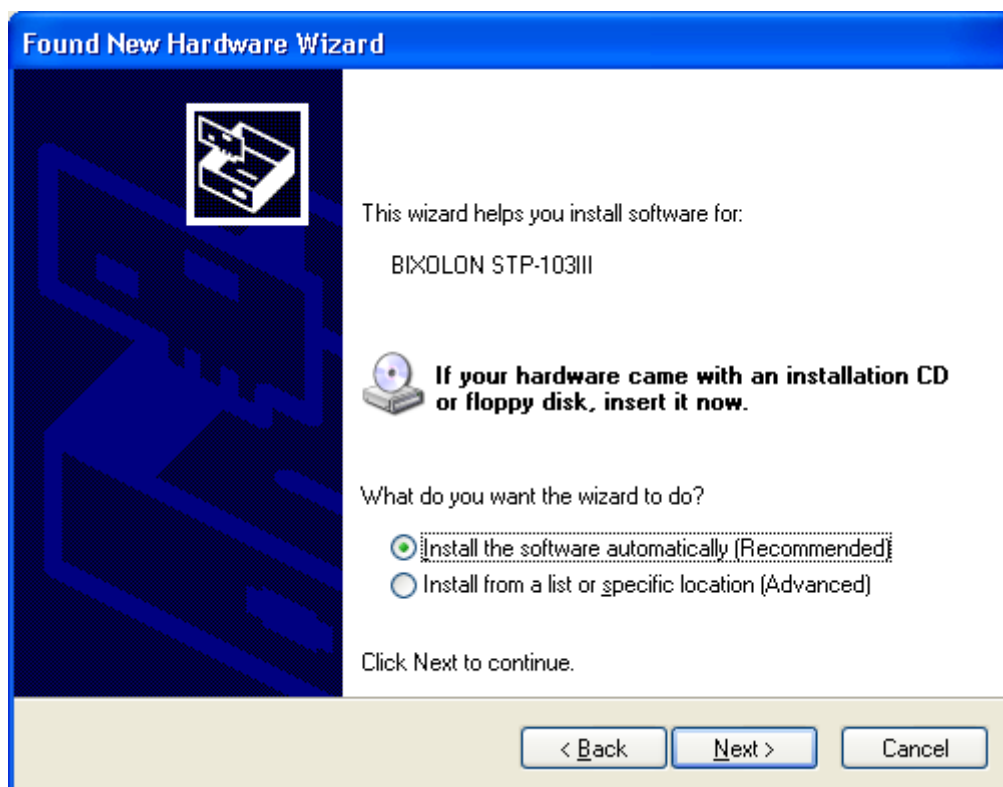 Found New Hardware Wizard
This wizard helps you install software for:
BIXOLON STP-103III
If your hardware came with an installation CD
or floppy disk, insert it now.
What do you want the wizard to do?
Install the software automatically (Recommended)
Install from a list or specific location (Advanced)
Click Next to continue.
< Back
Next >
Cancel